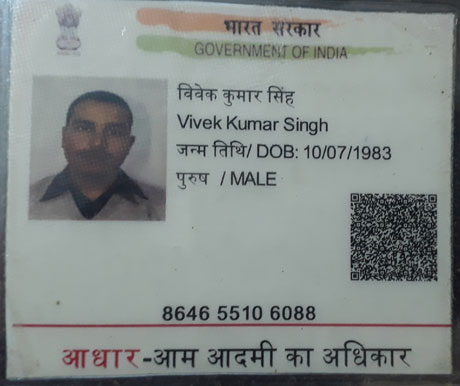 भारत सरकार
GOVERNMENT OF INDIA
विवेक कुमार सिंह
Vivek Kumar Singh
जन्म तिथि/ DOB: 10/07/1983
पुरुष / MALE
8646 5510 6088
आधार-आम आदमी का अधिकार